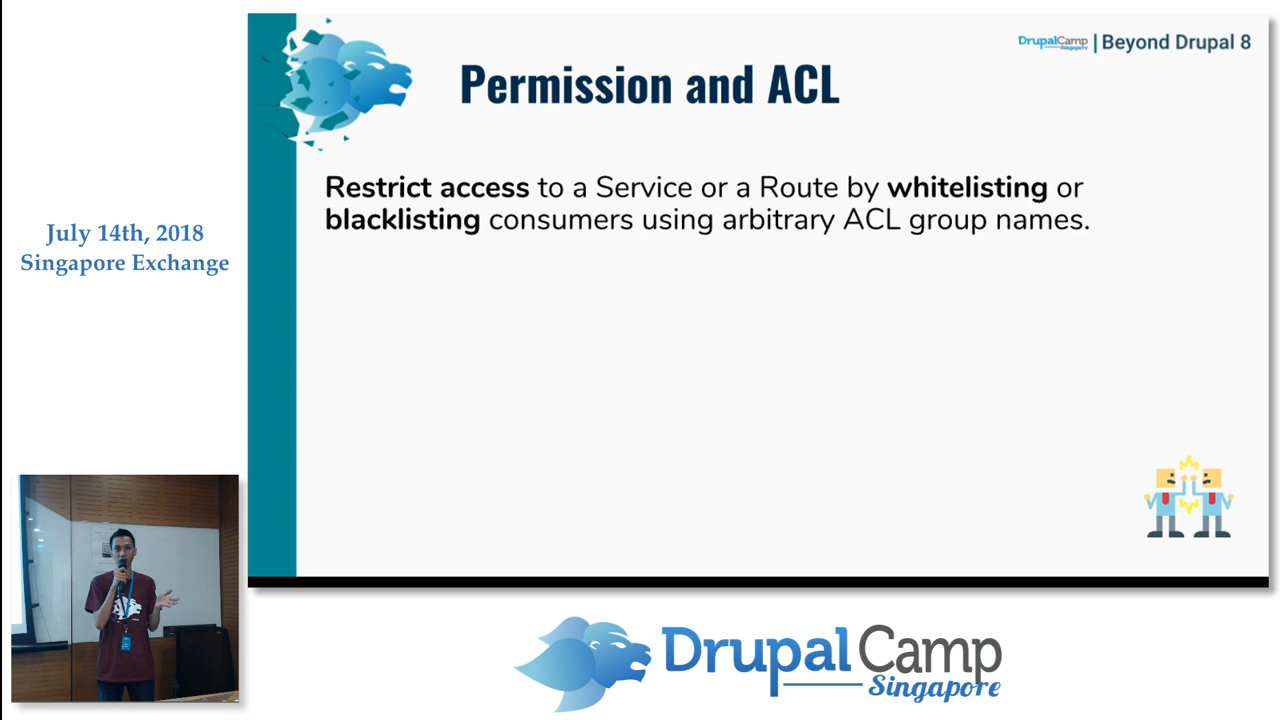 DrupalCamp
Singapore
| Beyond Drupal 8
Permission and ACL
Restrict access to a Service or a Route by whitelisting or
blacklisting consumers using arbitrary ACL group names.
July 14th, 2018
Singapore Exchange
DrupalCamp
Singapore